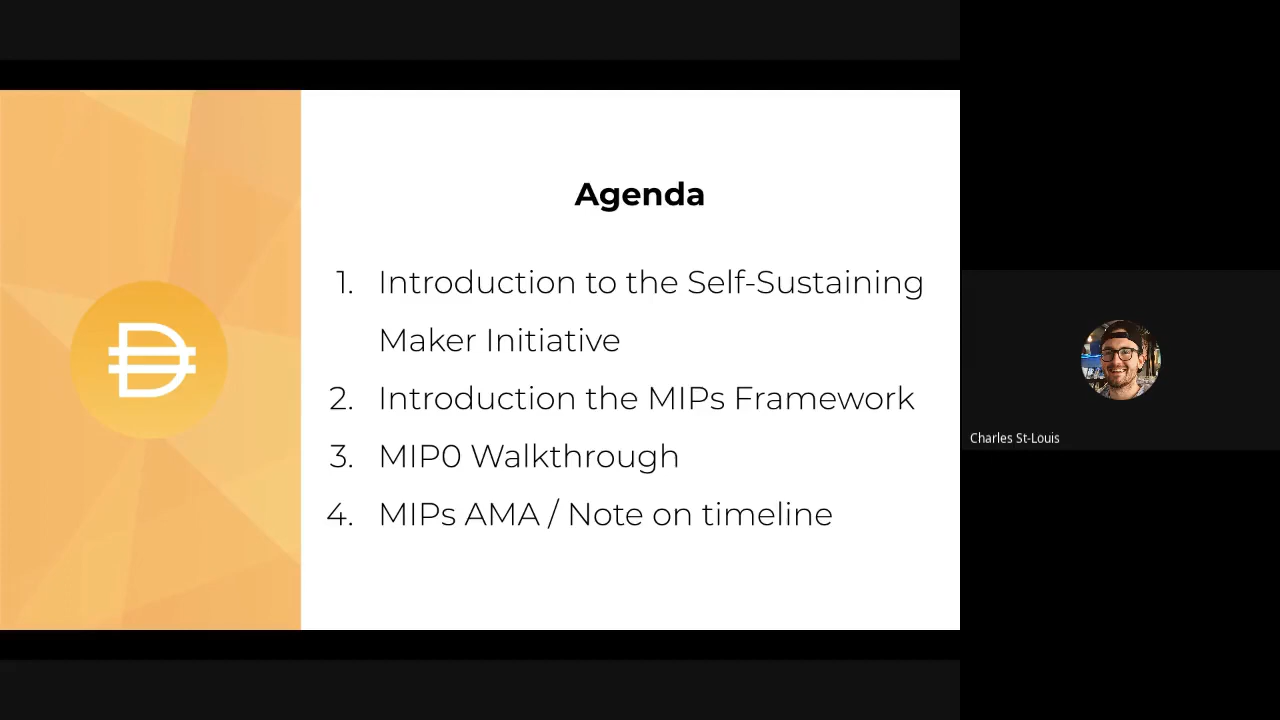 Agenda
1. Introduction to the Self-Sustaining
Maker Initiative
2. Introduction the MIPs Framework
3. MIP0 Walkthrough
4. MIPs AMA / Note on timeline
Charles St-Louis